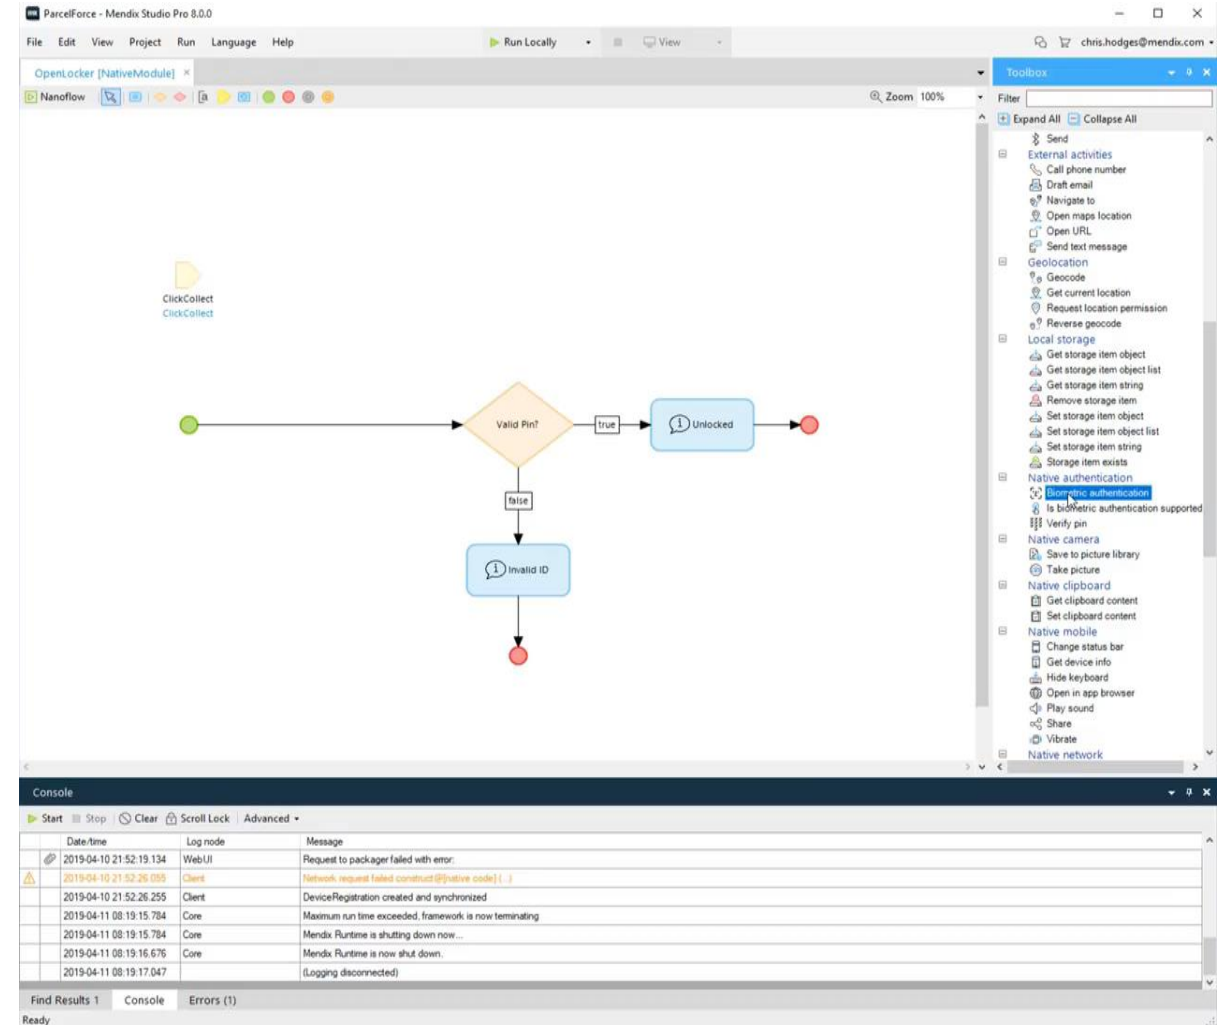 ParcelForce - Mendix Studio Pro 8.0.0
File Edit View Project Run Language Help Run Locally View chris.hodges@mendix.com
OpenLocker [NativeModule] ×
Nanoflow Zoom 100%
Toolbox
Filter
Expand All Collapse All
Send
External activities
Call phone number
Draft email
Navigate to
Open maps location
Open URL
Send text message
Geolocation
Geocode
Get current location
Request location permission
Reverse geocode
Local storage
Get storage item object
Get storage item object list
Get storage item string
Remove storage item
Set storage item object
Set storage item object list
Set storage item string
Storage item exists
Native authentication
Biometric authentication
Is biometric authentication supported
Verify pin
Native camera
Save to picture library
Take picture
Native clipboard
Get clipboard content
Set clipboard content
Native mobile
Change status bar
Get device info
Hide keyboard
Open in app browser
Play sound
Share
Vibrate
Native network
ClickCollect
ClickCollect
Valid Pin?
true
Unlocked
false
Invalid ID
Console
Start Stop Clear Scroll Lock Advanced
Date/time Log node Message
2019-04-10 21:52:19.134 WebUI Request to packager failed with error:
2019-04-10 21:52:26.055 Client Network request failed construct@[native code] (...)
2019-04-10 21:52:26.255 Client DeviceRegistration created and synchronized
2019-04-11 08:19:15.784 Core Maximum run time exceeded, framework is now terminating
2019-04-11 08:19:15.784 Core Mendix Runtime is shutting down now...
2019-04-11 08:19:16.676 Core Mendix Runtime is now shut down.
2019-04-11 08:19:17.047 (Logging disconnected)
Find Results 1 Console Errors (1)
Ready